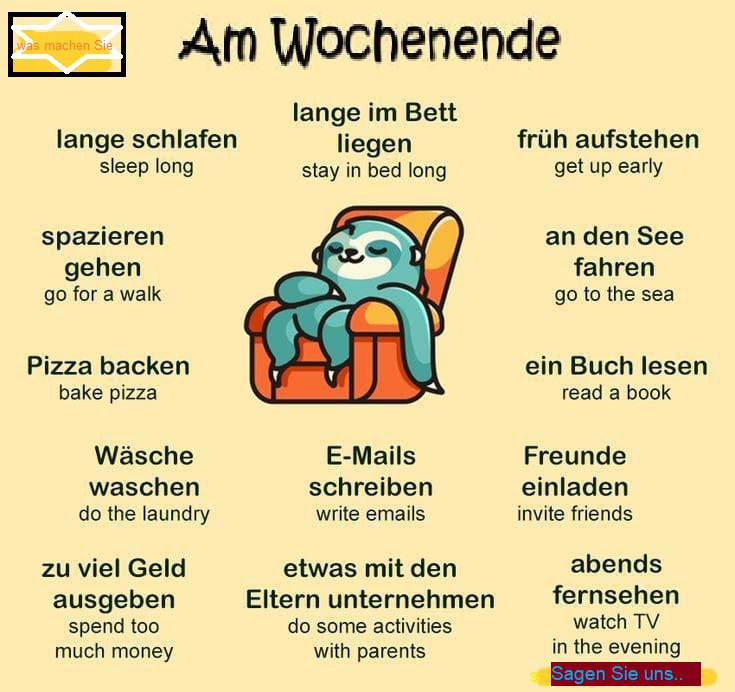 was machen Sie
Am Wochenende
lange schlafen
sleep long
lange im Bett
liegen
stay in bed long
früh aufstehen
get up early
spazieren
gehen
go for a walk
an den See
fahren
go to the sea
Pizza backen
bake pizza
ein Buch lesen
read a book
Wäsche
waschen
do the laundry
E-Mails
schreiben
write emails
Freunde
einladen
invite friends
zu viel Geld
ausgeben
spend too
much money
etwas mit den
Eltern unternehmen
do some activities
with parents
abends
fernsehen
watch TV
in the evening
Sagen Sie uns..